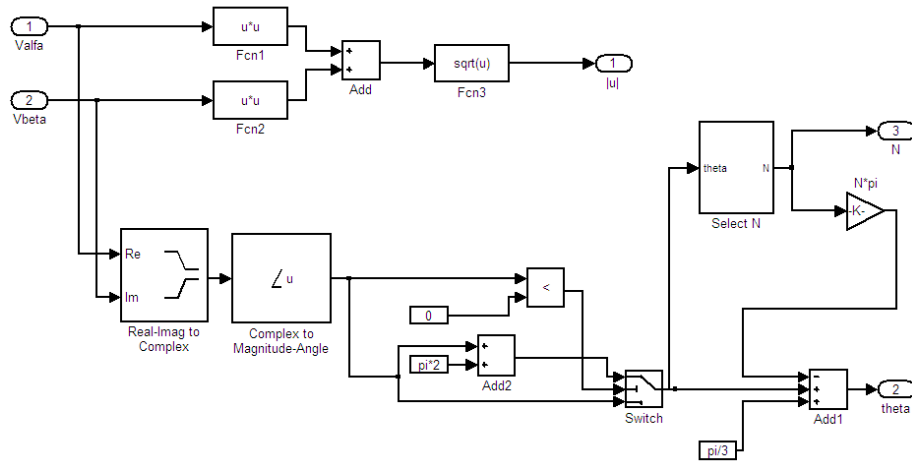 1
Valfa
u*u
Fcn1
+
+
Add
sqrt(u)
Fcn3
1
|u|
2
Vbeta
u*u
Fcn2
theta
N
Select N
3
N
N*pi
-K-
Re
Im
Real-Imag to
Complex
∠u
Complex to
Magnitude-Angle
<
0
pi*2
+
+
Add2
Switch
-
+
+
Add1
2
theta
pi/3